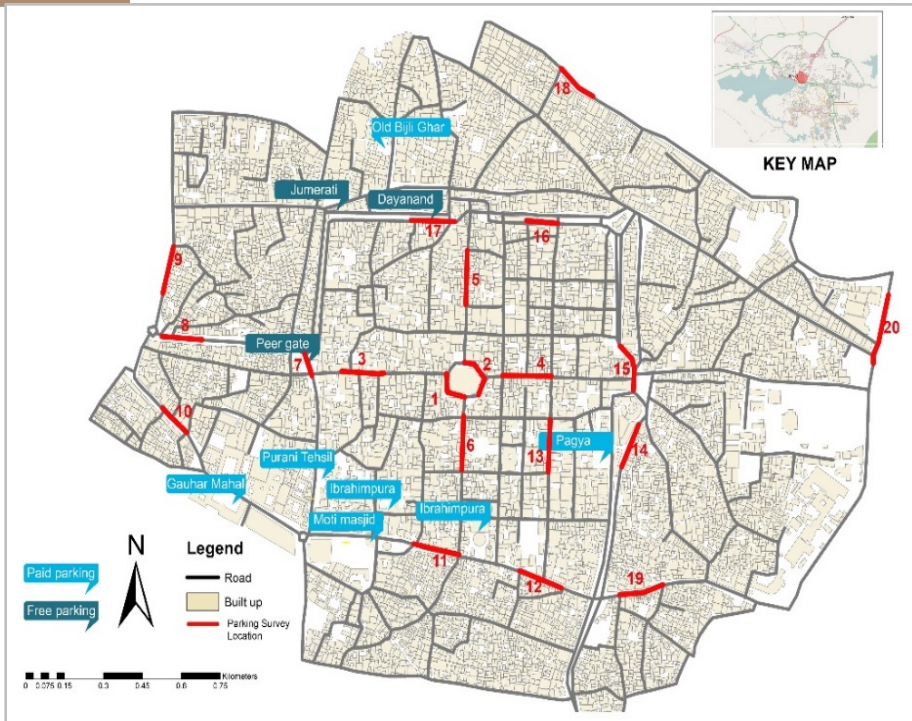 KEY MAP
18
Old Bijli Ghar
Jumerati
Dayanand
17
16
9
5
20
8
Peer gate
7
3
2
4
15
1
10
6
13
Pagya
14
Purani Tehsil
Gauhar Mahal
Ibrahimpura
Ibrahimpura
Moti masjid
11
12
19
N
Legend
Paid parking
Road
Built up
Free parking
Parking Survey
Location
Kilometers
0 0.075 0.15 0.3 0.45 0.6 0.75